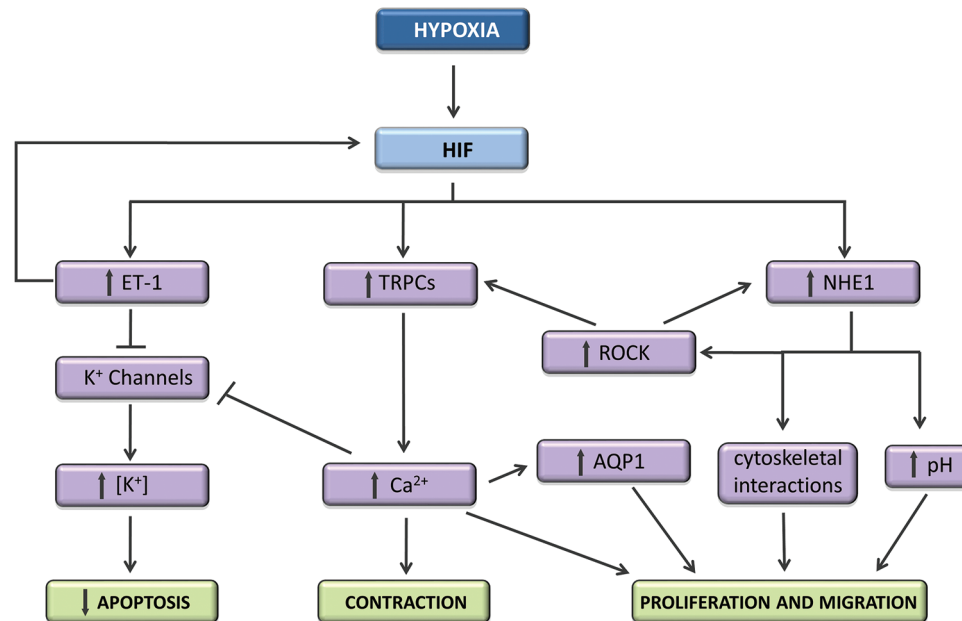 HYPOXIA
HIF
↑ ET-1
↑ TRPCs
↑ NHE1
↑ ROCK
K⁺ Channels
↑ [K⁺]
↑ Ca²⁺
↑ AQP1
cytoskeletal
interactions
↑ pH
↓ APOPTOSIS
CONTRACTION
PROLIFERATION AND MIGRATION